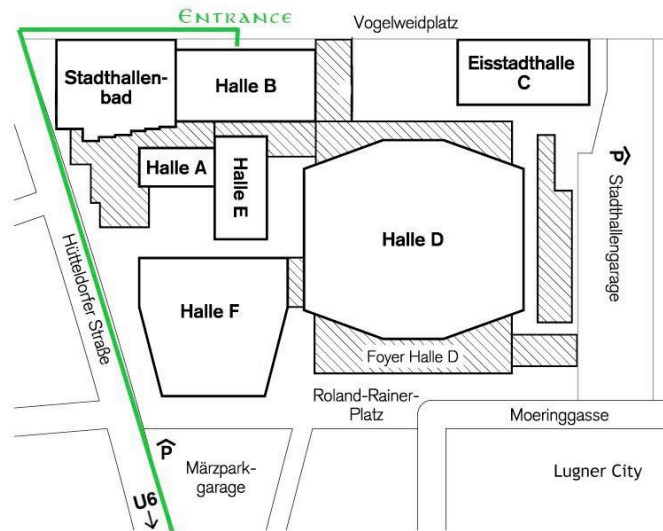 ENTRANCE
Vogelweidplatz
Stadthallen-
bad
Halle B
Eisstadthalle
C
Halle A
Halle E
Halle D
P
Stadthallengarage
Hütteldorfer Straße
Halle F
Foyer Halle D
Roland-Rainer-
Platz
Moeringgasse
P
Märzpark-
garage
Lugner City
U6